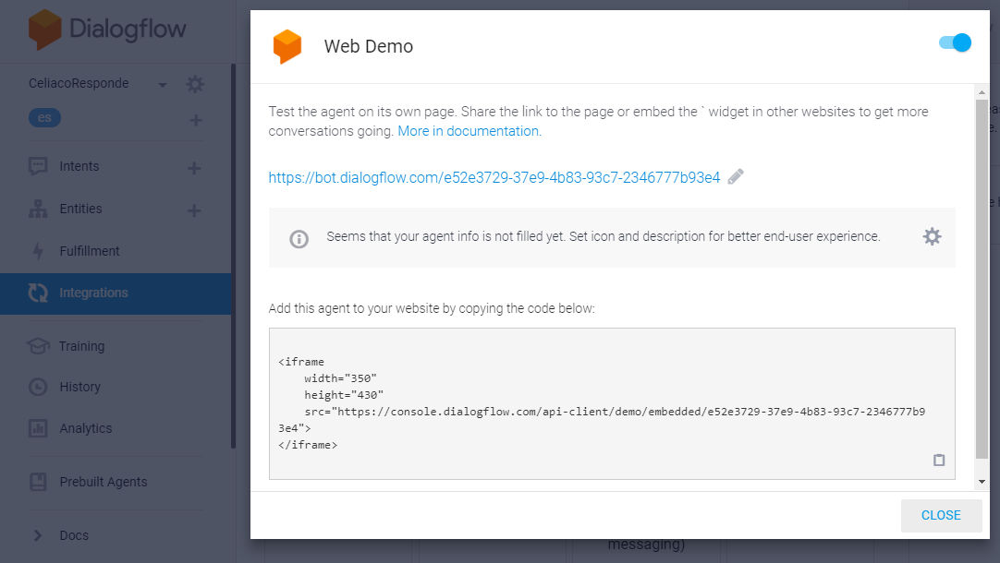 Dialogflow
CeliacoResponde
es
Intents
Entities
Fulfillment
Integrations
Training
History
Analytics
Prebuilt Agents
Docs
Web Demo
Test the agent on its own page. Share the link to the page or embed the ` widget in other websites to get more
conversations going. More in documentation.
https://bot.dialogflow.com/e52e3729-37e9-4b83-93c7-2346777b93e4
Seems that your agent info is not filled yet. Set icon and description for better end-user experience.
Add this agent to your website by copying the code below:
<iframe
    width="350"
    height="430"
    src="https://console.dialogflow.com/api-client/demo/embedded/e52e3729-37e9-4b83-93c7-2346777b9
3e4">
</iframe>
CLOSE
messaging)